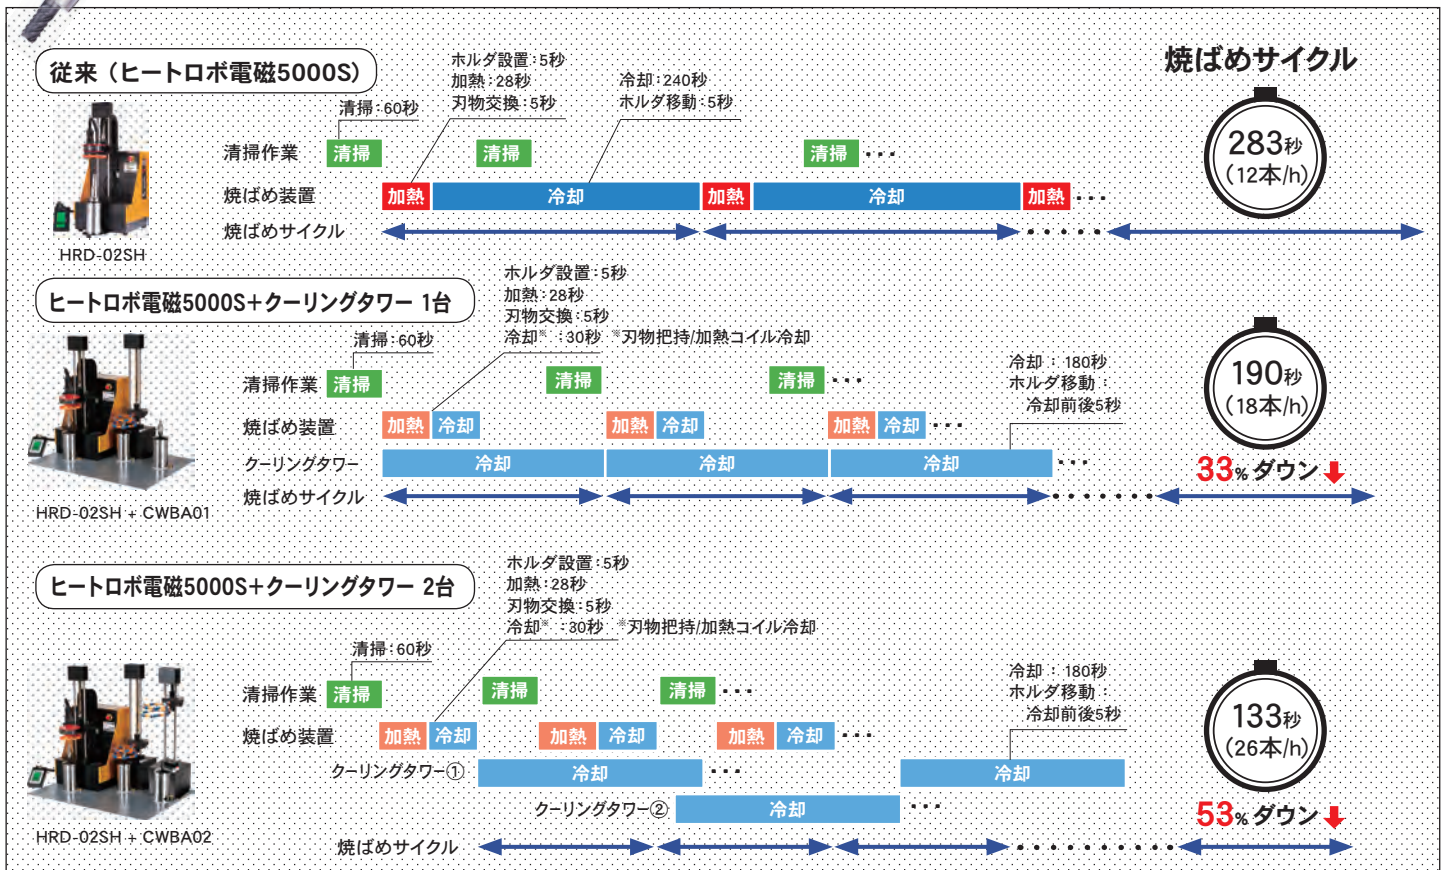 焼ばめサイクル
従来（ヒートロボ電磁5000S）
ホルダ設置：5秒
加熱：28秒
刃物交換：5秒
冷却：240秒
ホルダ移動：5秒
清掃：60秒
清掃作業 清掃 清掃 清掃 ･･･
焼ばめ装置 加熱 冷却 加熱 冷却 加熱 ･･･
焼ばめサイクル
283秒
（12本/h）
HRD-02SH
ヒートロボ電磁5000S＋クーリングタワー 1台
ホルダ設置：5秒
加熱：28秒
刃物交換：5秒
冷却※ ：30秒 ※刃物把持/加熱コイル冷却
清掃：60秒
冷却 ： 180秒
ホルダ移動 ：
冷却前後5秒
清掃作業 清掃 清掃 清掃 ･･･
焼ばめ装置 加熱 冷却 加熱 冷却 加熱 冷却 ･･･
クーリングタワー 冷却 冷却 冷却 ･･･
焼ばめサイクル
190秒
（18本/h）
33%ダウン
HRD-02SH + CWBA01
ヒートロボ電磁5000S＋クーリングタワー 2台
ホルダ設置：5秒
加熱：28秒
刃物交換：5秒
冷却※ ：30秒 ※刃物把持/加熱コイル冷却
清掃：60秒
冷却 ： 180秒
ホルダ移動 ：
冷却前後5秒
清掃作業 清掃 清掃 清掃 ･･･
焼ばめ装置 加熱 冷却 加熱 冷却 加熱 冷却 ･･･
クーリングタワー① 冷却 ･･･ 冷却
クーリングタワー② 冷却 ･･･
焼ばめサイクル
133秒
（26本/h）
53%ダウン
HRD-02SH + CWBA02